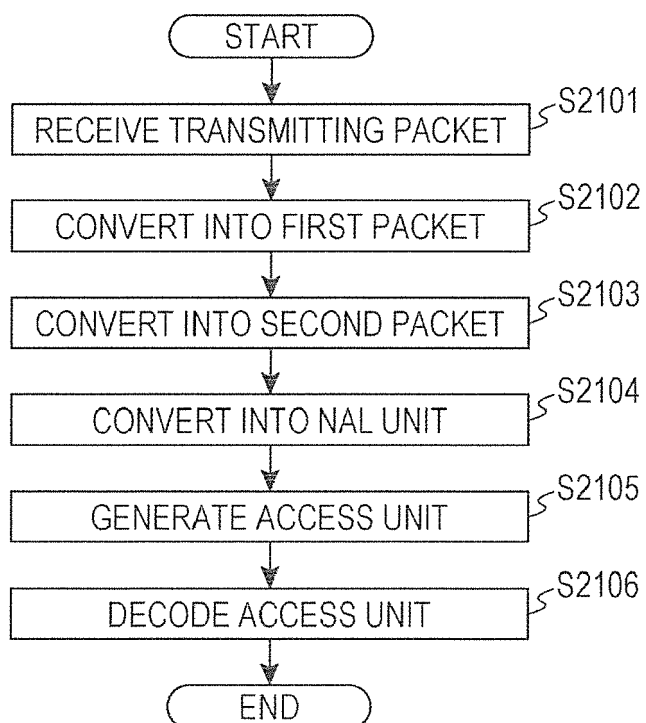 START
RECEIVE TRANSMITTING PACKET
S2101
CONVERT INTO FIRST PACKET
S2102
CONVERT INTO SECOND PACKET
S2103
CONVERT INTO NAL UNIT
S2104
GENERATE ACCESS UNIT
S2105
DECODE ACCESS UNIT
S2106
END